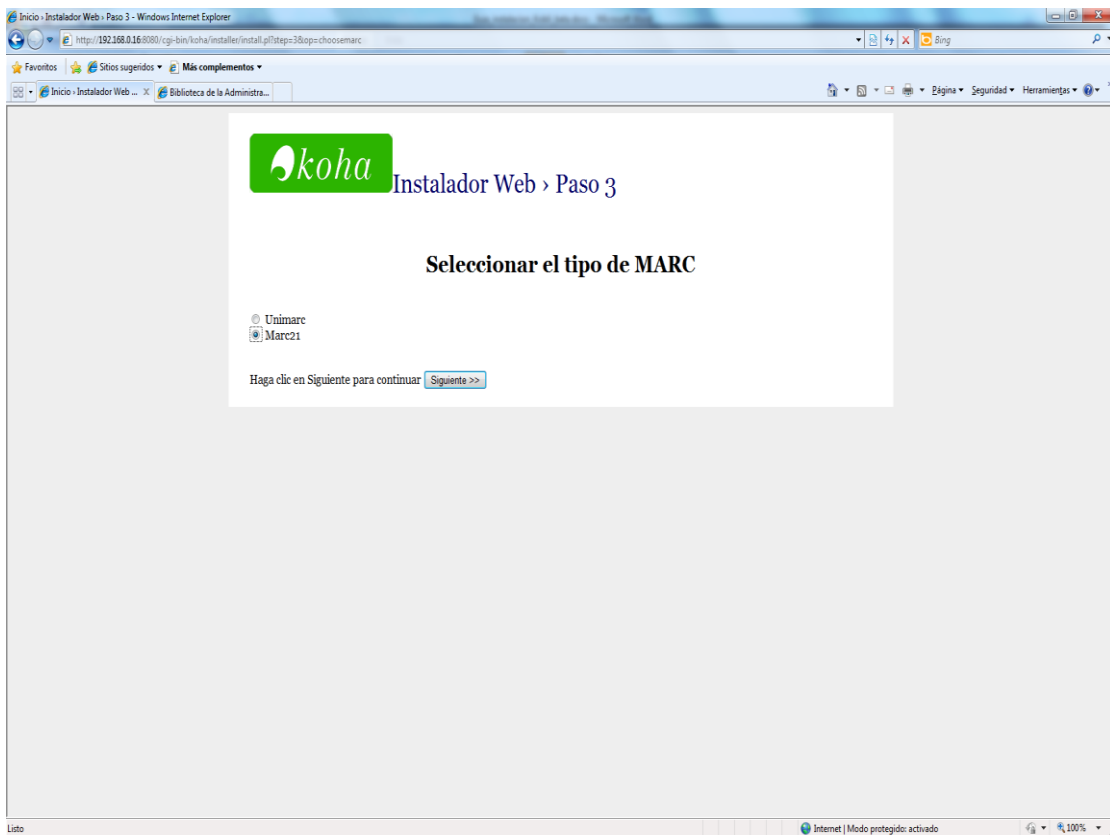 Inicio › Instalador Web › Paso 3 - Windows Internet Explorer
http://192.168.0.16:8080/cgi-bin/koha/installer/install.pl?step=3&op=choosemarc
Bing
Favoritos Sitios sugeridos Más complementos
Inicio › Instalador Web ... X Biblioteca de la Administra...
Página Seguridad Herramientas
koha
Instalador Web › Paso 3
Seleccionar el tipo de MARC
Unimarc
Marc21
Haga clic en Siguiente para continuar Siguiente >>
Listo Internet | Modo protegido: activado 100%